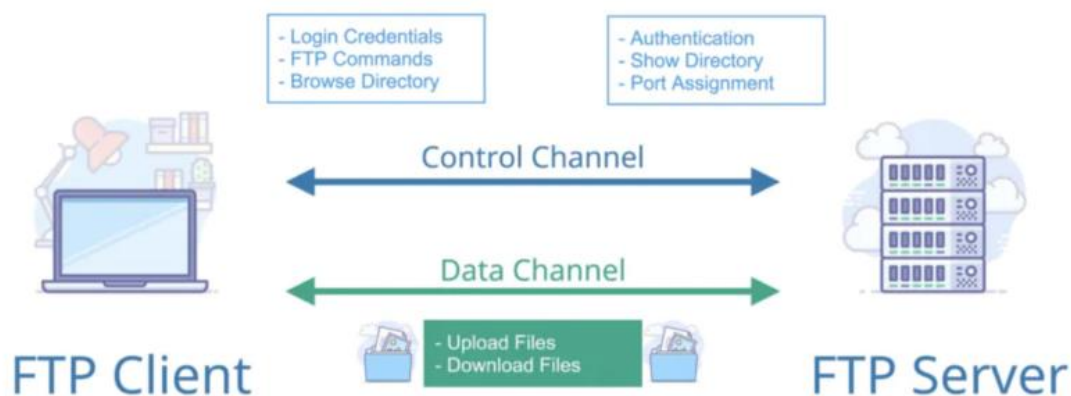 - Login Credentials
- FTP Commands
- Browse Directory
- Authentication
- Show Directory
- Port Assignment
Control Channel
Data Channel
- Upload Files
- Download Files
FTP Client
FTP Server